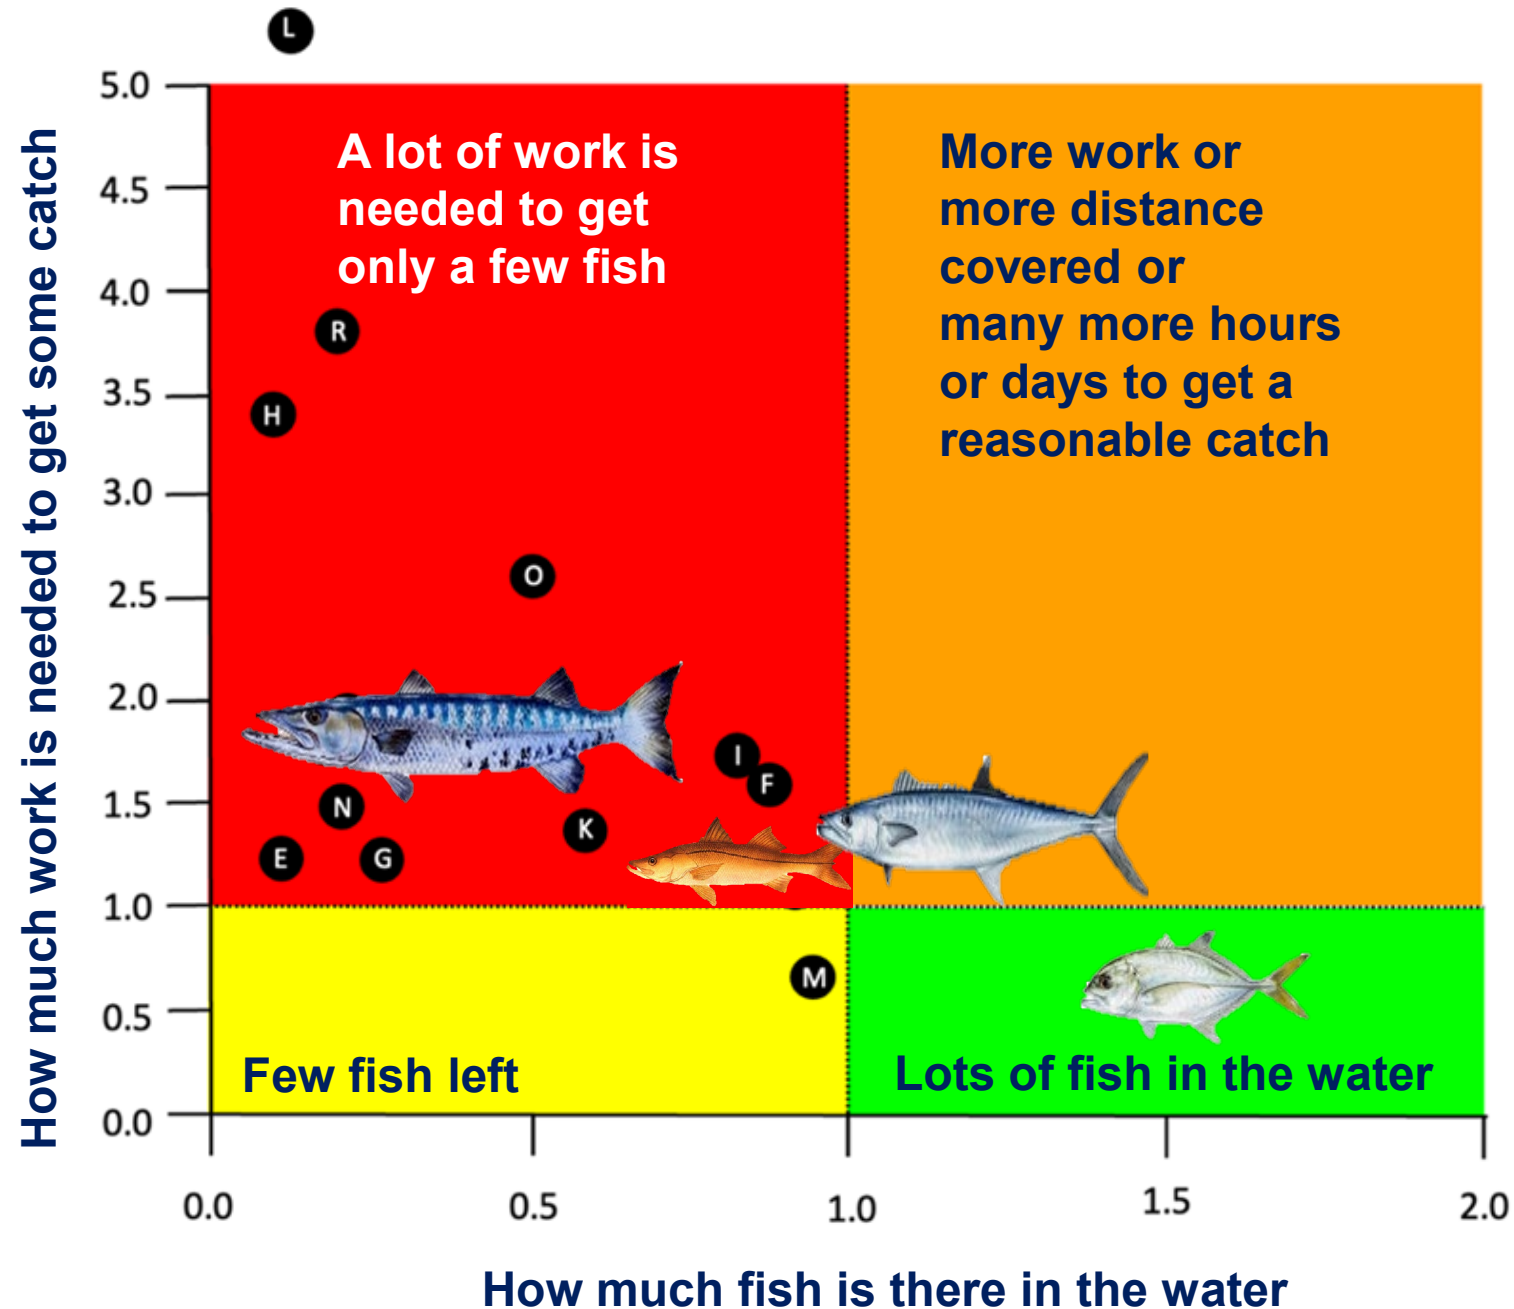 L
5.0
A lot of work is
needed to get
only a few fish
More work or
more distance
covered or
many more hours
or days to get a
reasonable catch
4.5
4.0
R
3.5
H
3.0
O
2.5
2.0
I
F
1.5
N
K
E
G
1.0
M
0.5
Few fish left
Lots of fish in the water
0.0
0.0
0.5
1.0
1.5
2.0
How much work is needed to get some catch
How much fish is there in the water